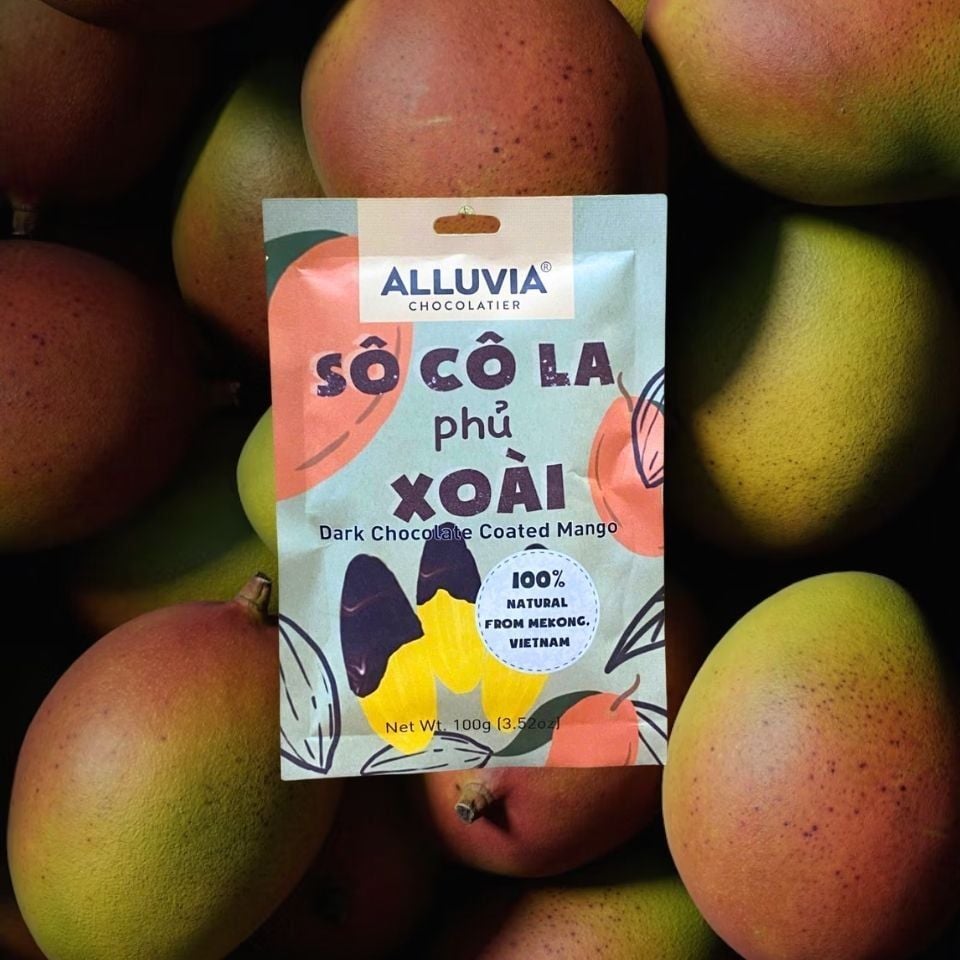 ALLUVIA®
CHOCOLATIER
SÔ CÔ LA
phủ
XOÀI
Dark Chocolate Coated Mango
100%
NATURAL
FROM MEKONG,
VIETNAM
Net Wt. 100g (3.52oz)